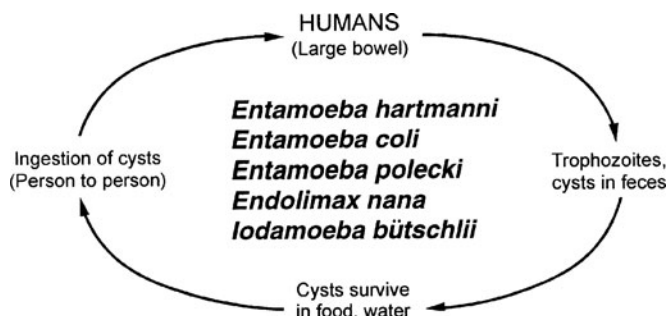 HUMANS
(Large bowel)
Entamoeba hartmanni
Entamoeba coli
Entamoeba polecki
Endolimax nana
Iodamoeba bütschlii
Ingestion of cysts
(Person to person)
Trophozoites,
cysts in feces
Cysts survive
in food, water